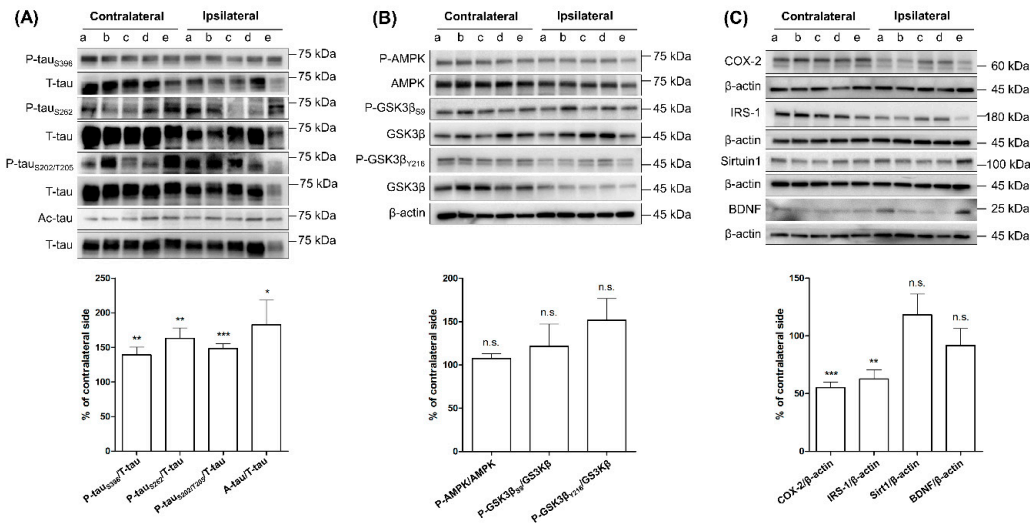 (A)
Contralateral Ipsilateral
a b c d e a b c d e
P-tauS396 75 kDa
T-tau 75 kDa
P-tauS262 75 kDa
T-tau 75 kDa
P-tauS202/T205 75 kDa
T-tau 75 kDa
Ac-tau 75 kDa
T-tau 75 kDa
% of contralateral side
250
200
150
100
50
0
** ** *** *
P-tauS396/T-tau
P-tauS262/T-tau
P-tauS202/T205/T-tau
A-tau/T-tau
(B)
Contralateral Ipsilateral
a b c d e a b c d e
P-AMPK 75 kDa
AMPK 75 kDa
P-GSK3βS9 45 kDa
GSK3β 45 kDa
P-GSK3βY216 45 kDa
GSK3β 45 kDa
β-actin 45 kDa
% of contralateral side
200
150
100
50
0
n.s. n.s. n.s.
P-AMPK/AMPK
P-GSK3βS9/GS3Kβ
P-GSK3βY216/GS3Kβ
(C)
Contralateral Ipsilateral
a b c d e a b c d e
COX-2 60 kDa
β-actin 45 kDa
IRS-1 180 kDa
β-actin 45 kDa
Sirtuin1 100 kDa
β-actin 45 kDa
BDNF 25 kDa
β-actin 45 kDa
% of contralateral side
150
100
50
0
*** ** n.s. n.s.
COX-2/β-actin
IRS-1/β-actin
Sirt1/β-actin
BDNF/β-actin